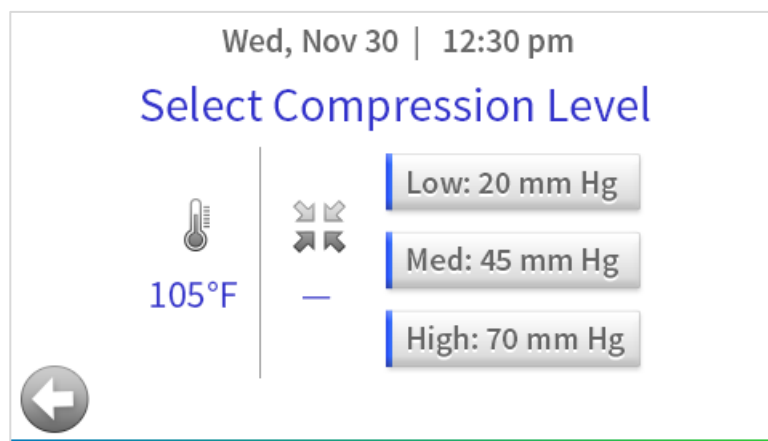 Wed, Nov 30 | 12:30 pm
Select Compression Level
Low: 20 mm Hg
Med: 45 mm Hg
105°F
—
High: 70 mm Hg